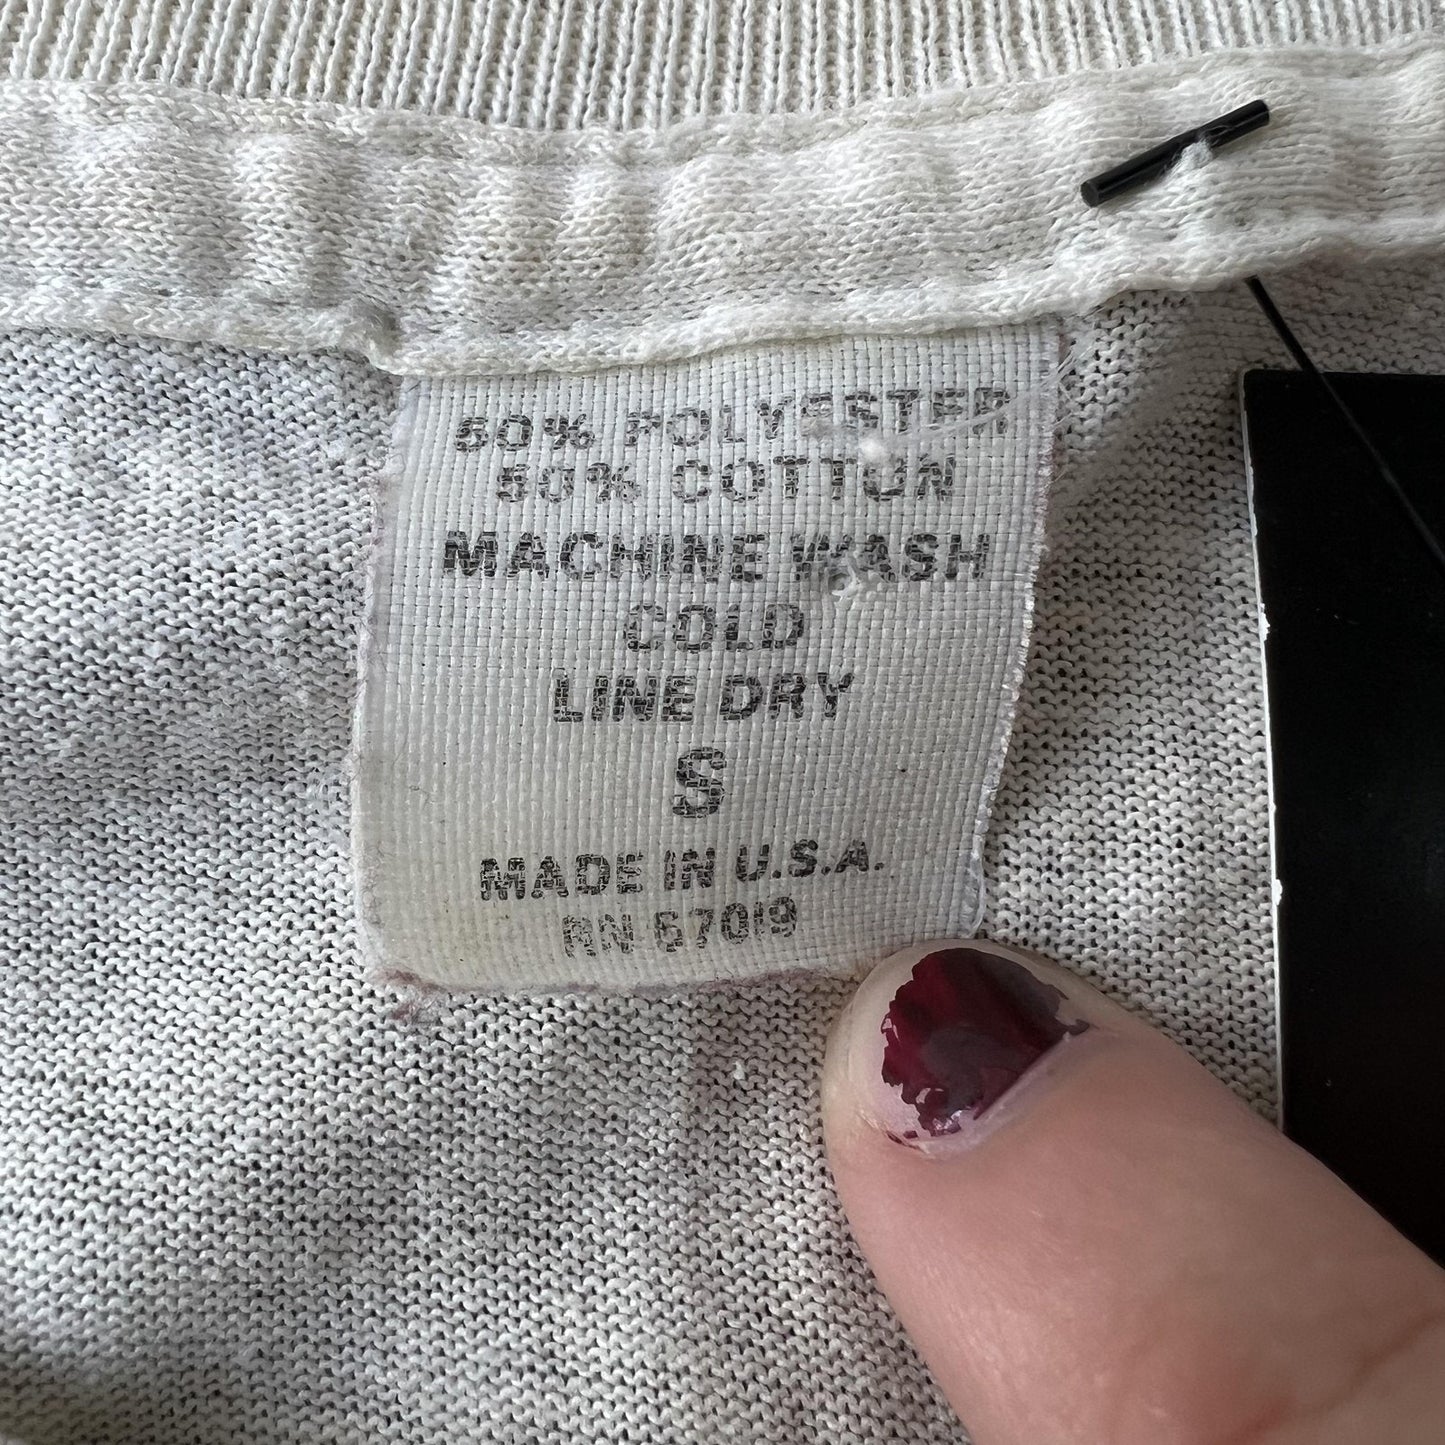 50% POLYESTER
50% COTTON
MACHINE WASH
COLD
LINE DRY
S
MADE IN U.S.A.
RN 57019